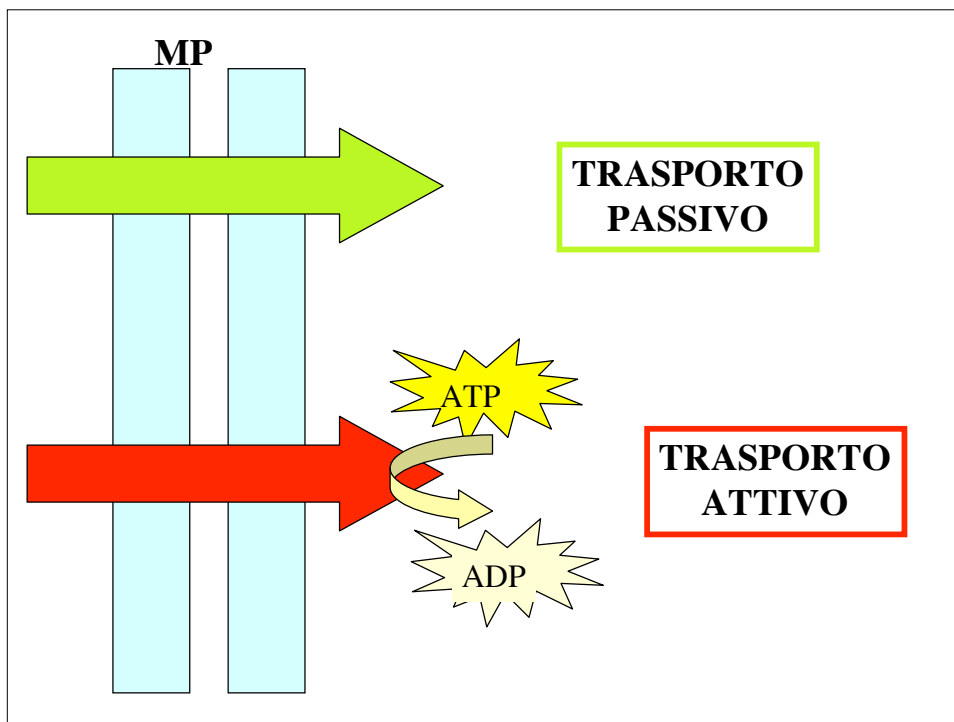 MP
TRASPORTO
PASSIVO
ATP
TRASPORTO
ATTIVO
ADP